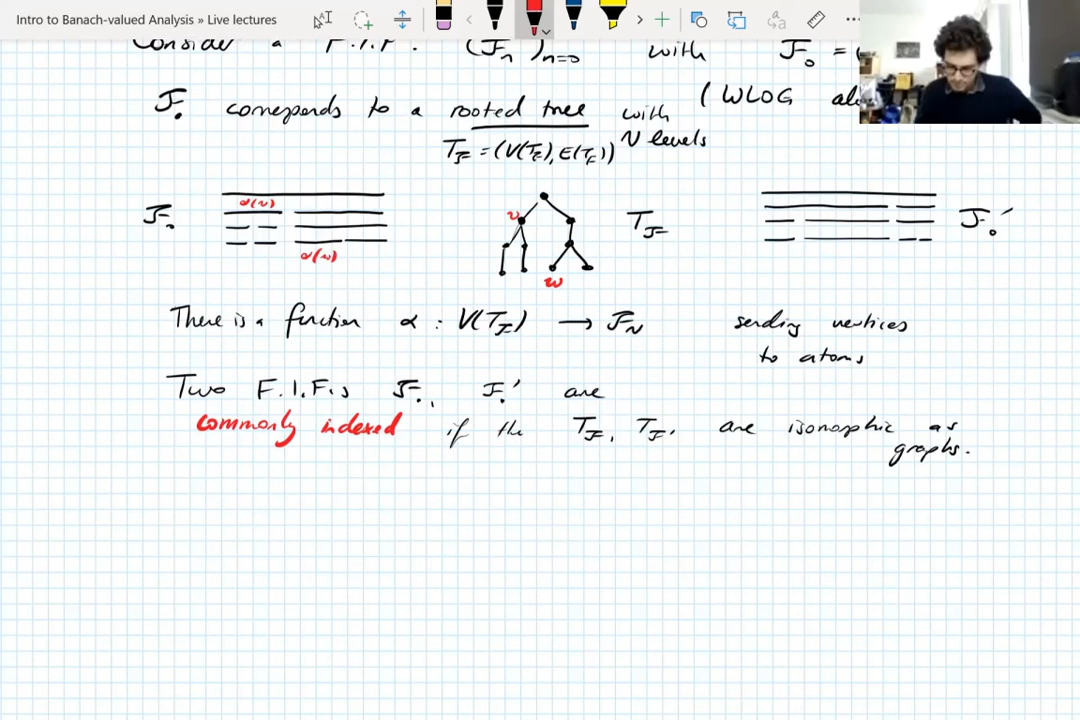 Intro to Banach-valued Analysis » Live lectures
Consider a F.I.F. (F_n)_{n=0} with F_0 =
F. corresponds to a rooted tree with (WLOG
T_F = (V(T_F), E(T_F)) N levels
F. α(v) v T_F F.'
α(w) w
There is a function α : V(T_F) → F_N sending vertices
to atoms
Two F.I.F.s F., F.' are
commonly indexed if the T_F, T_F' are isomorphic as
graphs.